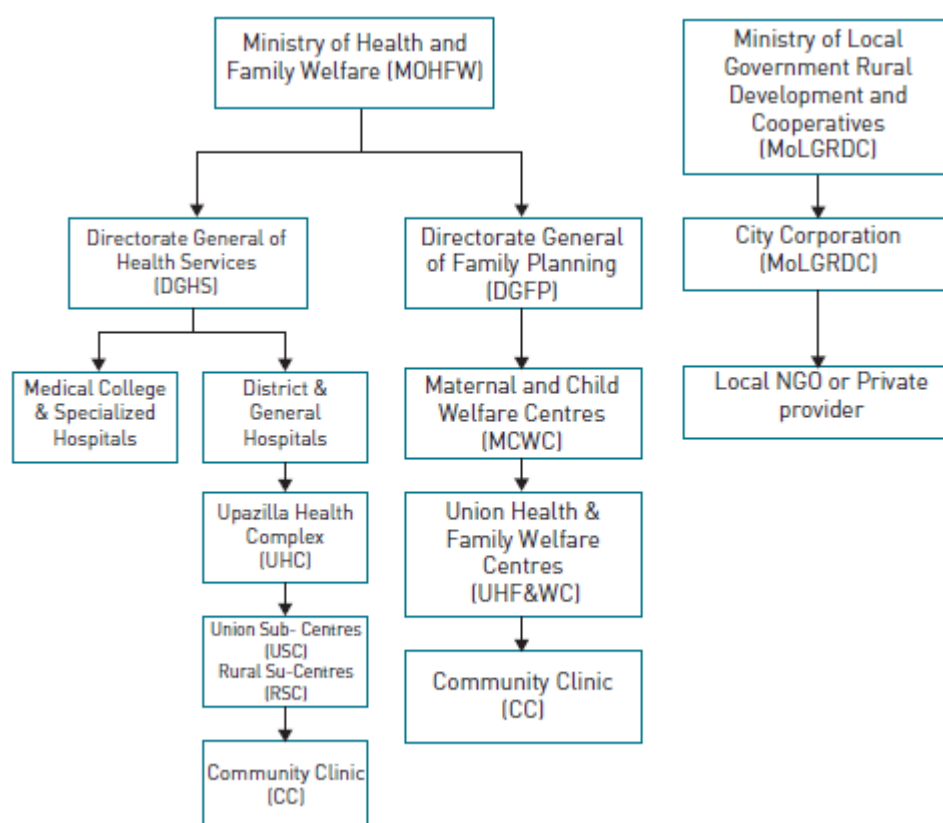 Ministry of Health and
Family Welfare (MOHFW)
Ministry of Local
Government Rural
Development and
Cooperatives
(MoLGRDC)
Directorate General of
Health Services
(DGHS)
Directorate General
of Family Planning
(DGFP)
City Corporation
(MoLGRDC)
Medical College
& Specialized
Hospitals
District &
General
Hospitals
Maternal and Child
Welfare Centres
(MCWC)
Local NGO or Private
provider
Upazilla Health
Complex
(UHC)
Union Health &
Family Welfare
Centres
(UHF&WC)
Union Sub- Centres
(USC)
Rural Su-Centres
(RSC)
Community Clinic
(CC)
Community Clinic
(CC)